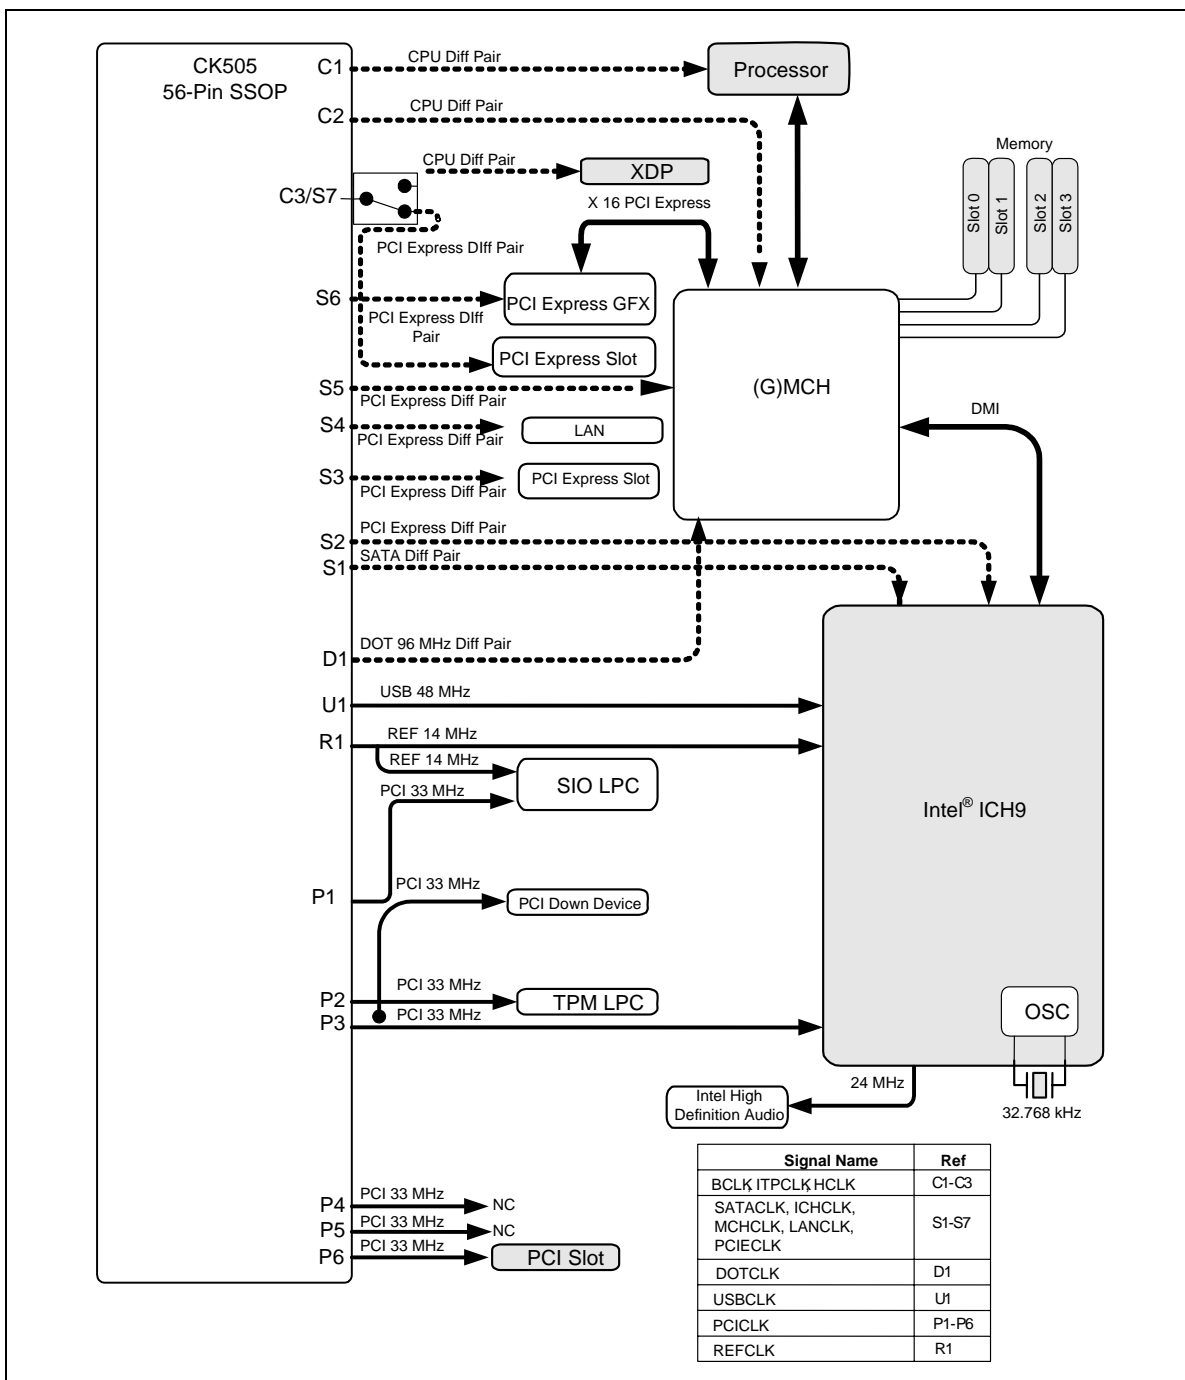 CK505
56-Pin SSOP
C1
CPU Diff Pair
Processor
C2
CPU Diff Pair
CPU Diff Pair
XDP
Memory
Slot 0
Slot 1
Slot 2
Slot 3
C3/S7
X 16 PCI Express
PCI Express DIff Pair
S6
PCI Express GFX
PCI Express DIff
Pair
PCI Express Slot
(G)MCH
S5
PCI Express Diff Pair
DMI
S4
LAN
PCI Express Diff Pair
S3
PCI Express Slot
PCI Express Diff Pair
PCI Express Diff Pair
S2
SATA Diff Pair
S1
DOT 96 MHz Diff Pair
D1
USB 48 MHz
U1
REF 14 MHz
R1
REF 14 MHz
SIO LPC
PCI 33 MHz
Intel® ICH9
P1
PCI 33 MHz
PCI Down Device
PCI 33 MHz
P2
TPM LPC
PCI 33 MHz
P3
OSC
24 MHz
Intel High
Definition Audio
32.768 kHz
P4
PCI 33 MHz
NC
P5
PCI 33 MHz
NC
P6
PCI 33 MHz
PCI Slot
Signal Name Ref
BCLK, ITPCLK, HCLK C1-C3
SATACLK, ICHCLK,
MCHCLK, LANCLK, S1-S7
PCIECLK
DOTCLK D1
USBCLK U1
PCICLK P1-P6
REFCLK R1